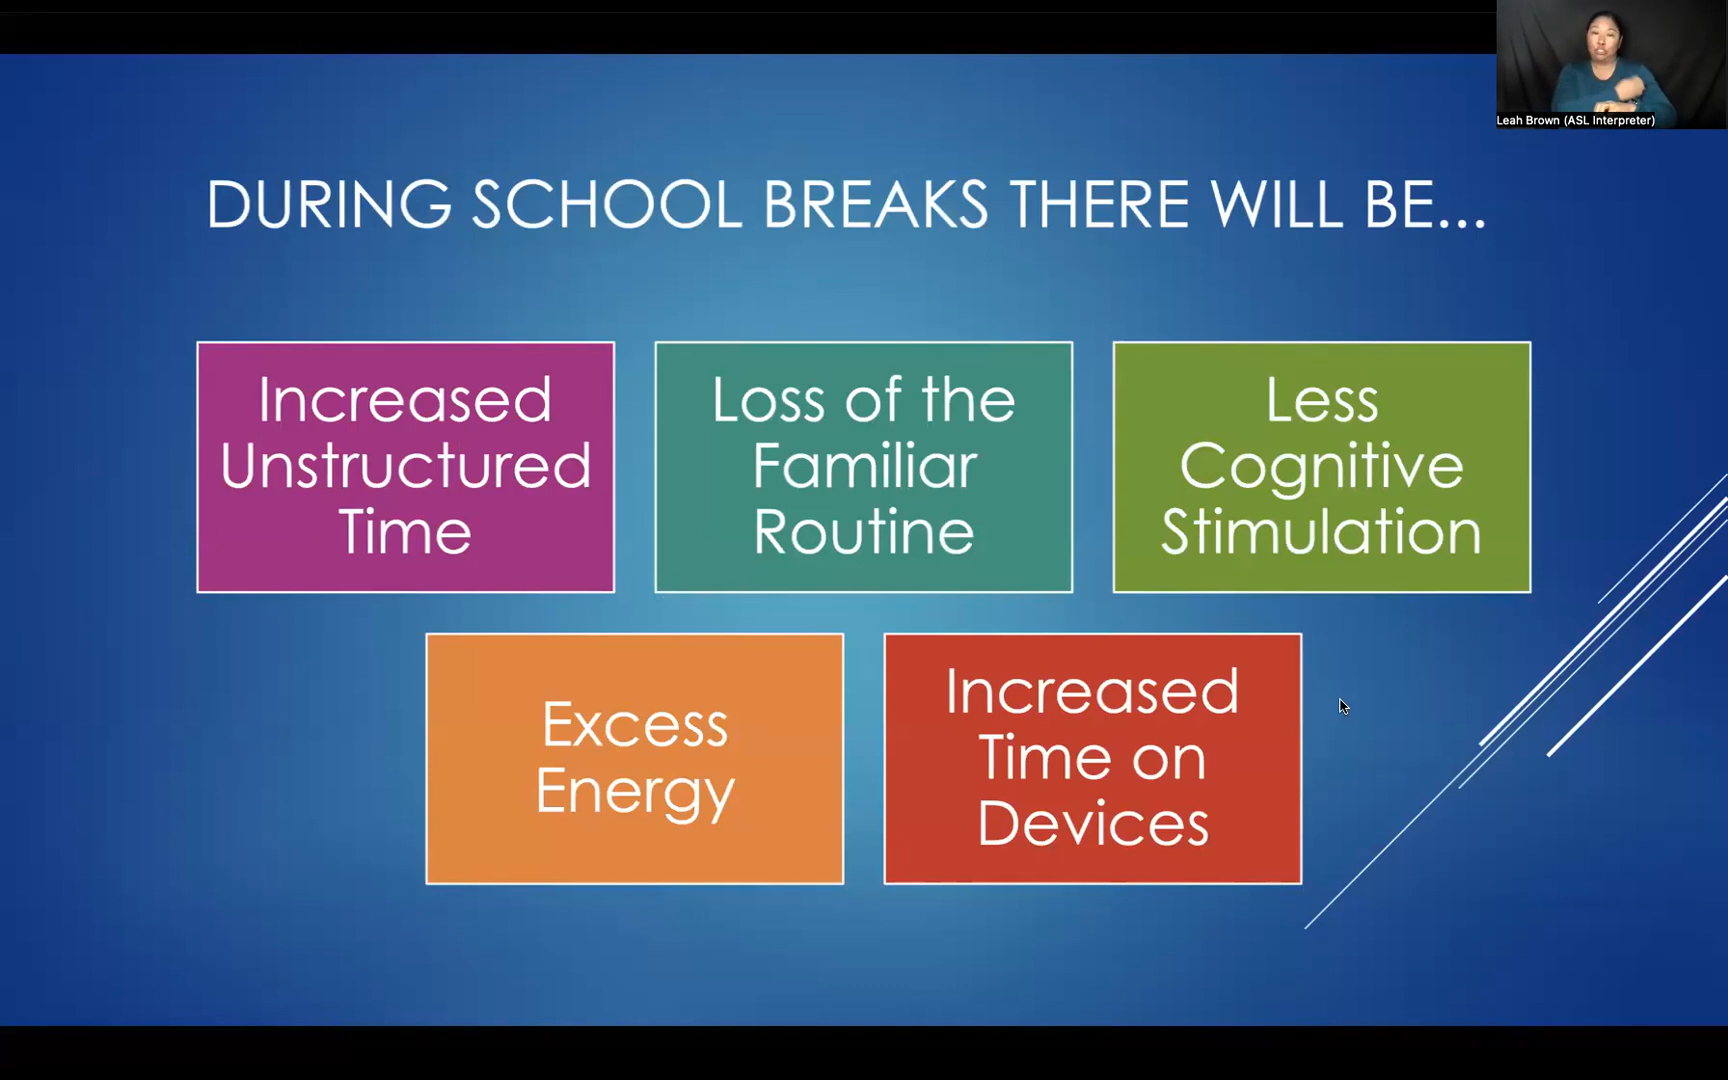 Leah Brown (ASL Interpreter)
DURING SCHOOL BREAKS THERE WILL BE...
Increased
Unstructured
Time
Loss of the
Familiar
Routine
Less
Cognitive
Stimulation
Excess
Energy
Increased
Time on
Devices